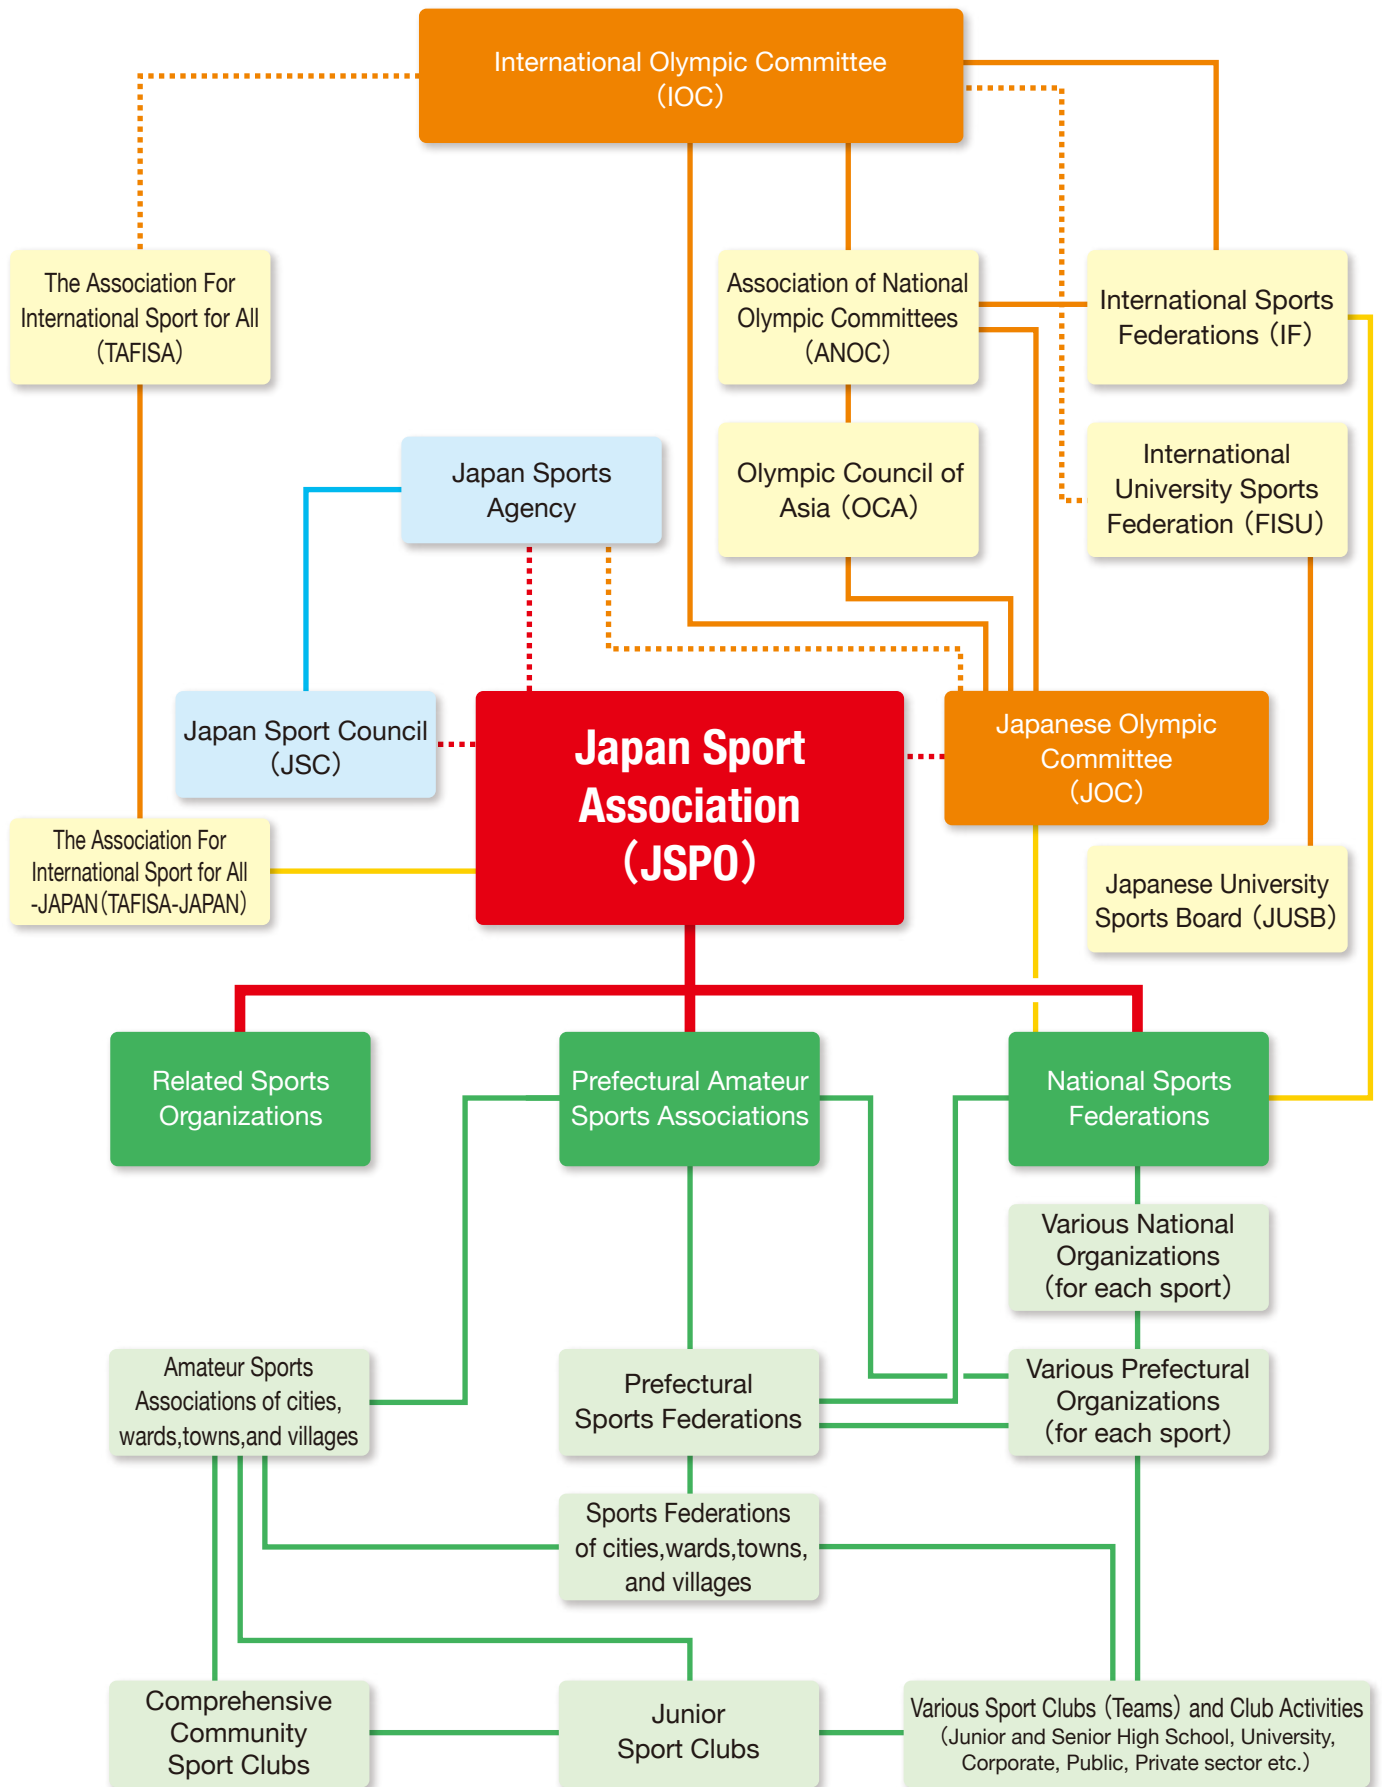 International Olympic Committee
（IOC）
The Association For
International Sport for All
（TAFISA）
Association of National
Olympic Committees
（ANOC）
International Sports
Federations（IF）
Japan Sports
Agency
Olympic Council of
Asia（OCA）
International
University Sports
Federation（FISU）
Japan Sport Council
（JSC）
Japan Sport
Association
（JSPO）
Japanese Olympic
Committee
（JOC）
The Association For
International Sport for All
-JAPAN（TAFISA-JAPAN）
Japanese University
Sports Board（JUSB）
Related Sports
Organizations
Prefectural Amateur
Sports Associations
National Sports
Federations
Various National
Organizations
（for each sport）
Amateur Sports
Associations of cities,
wards,towns,and villages
Prefectural
Sports Federations
Various Prefectural
Organizations
（for each sport）
Sports Federations
of cities,wards,towns,
and villages
Comprehensive
Community
Sport Clubs
Junior
Sport Clubs
Various Sport Clubs（Teams）and Club Activities
（Junior and Senior High School, University,
Corporate, Public, Private sector etc.）